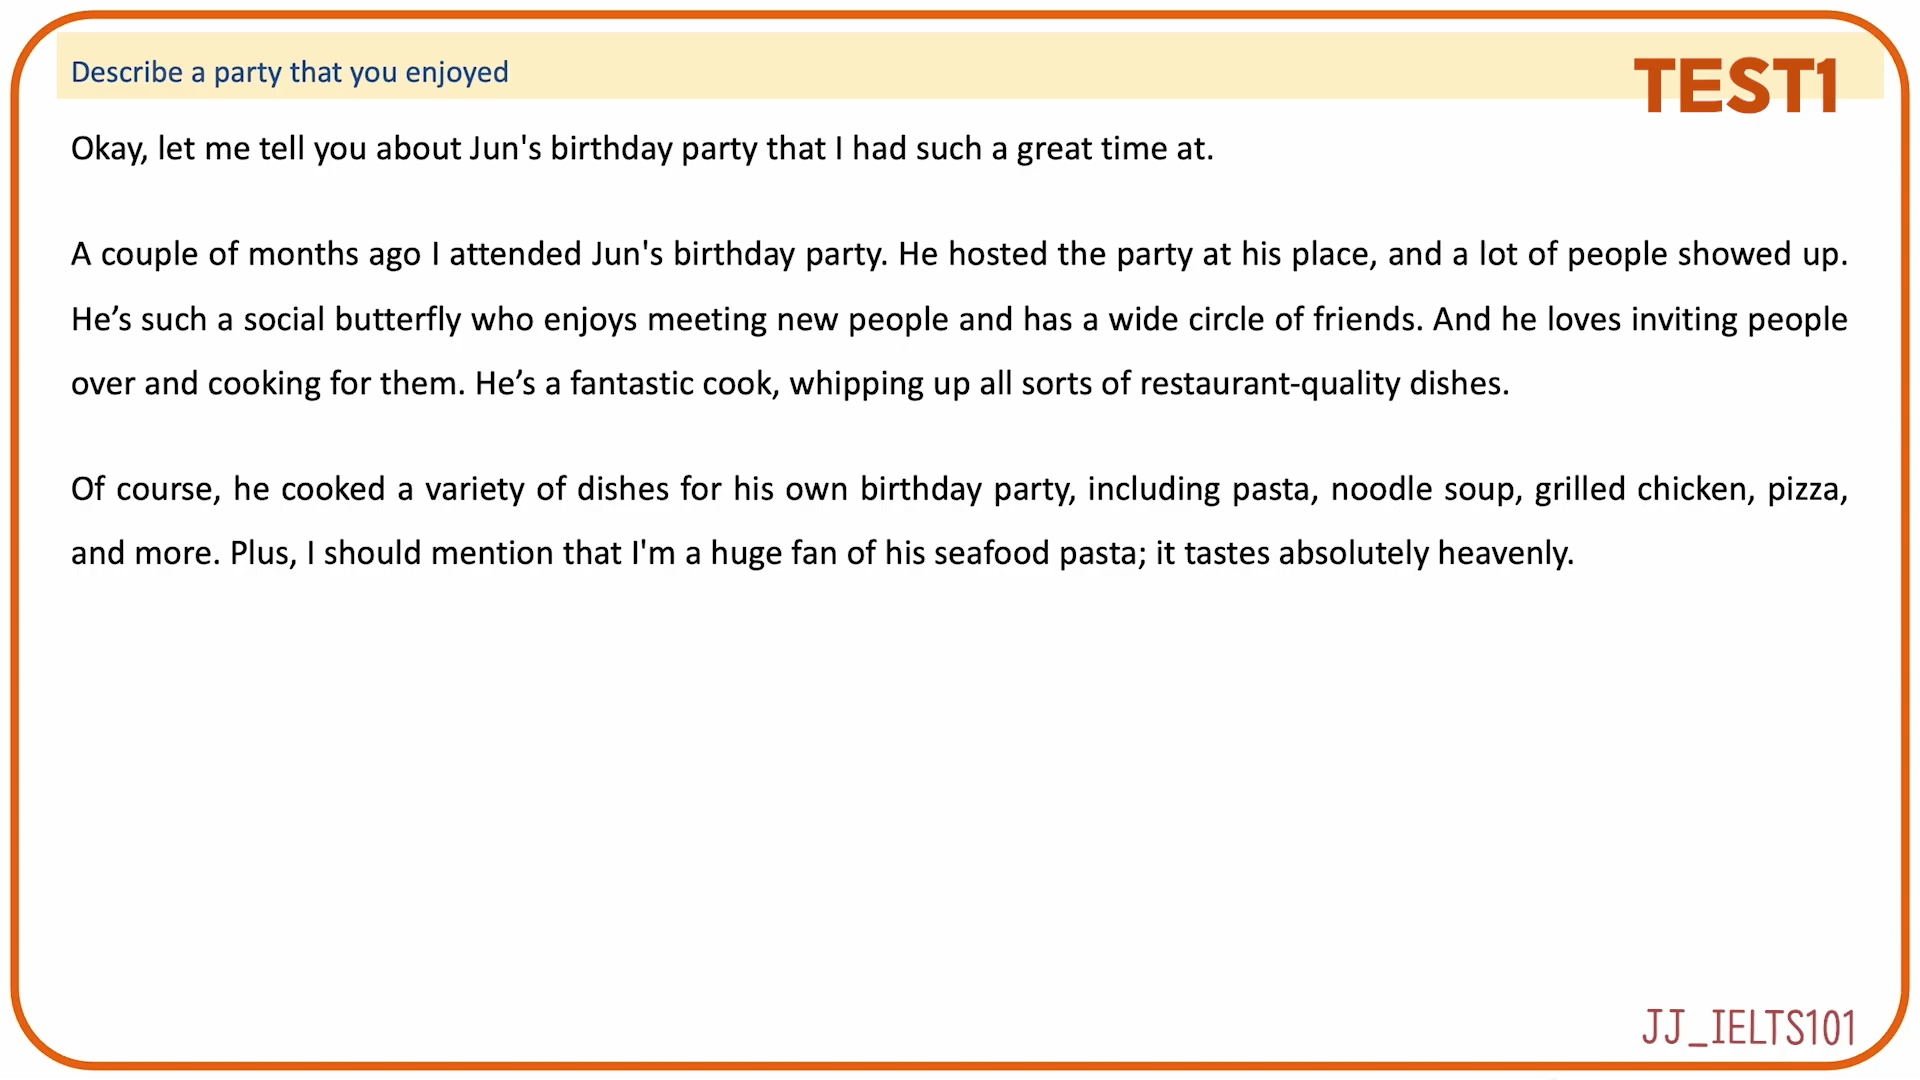 Describe a party that you enjoyed
TEST1
Okay, let me tell you about Jun's birthday party that I had such a great time at.
A couple of months ago I attended Jun's birthday party. He hosted the party at his place, and a lot of people showed up.
He’s such a social butterfly who enjoys meeting new people and has a wide circle of friends. And he loves inviting people
over and cooking for them. He’s a fantastic cook, whipping up all sorts of restaurant-quality dishes.
Of course, he cooked a variety of dishes for his own birthday party, including pasta, noodle soup, grilled chicken, pizza,
and more. Plus, I should mention that I'm a huge fan of his seafood pasta; it tastes absolutely heavenly.
JJ_IELTS101